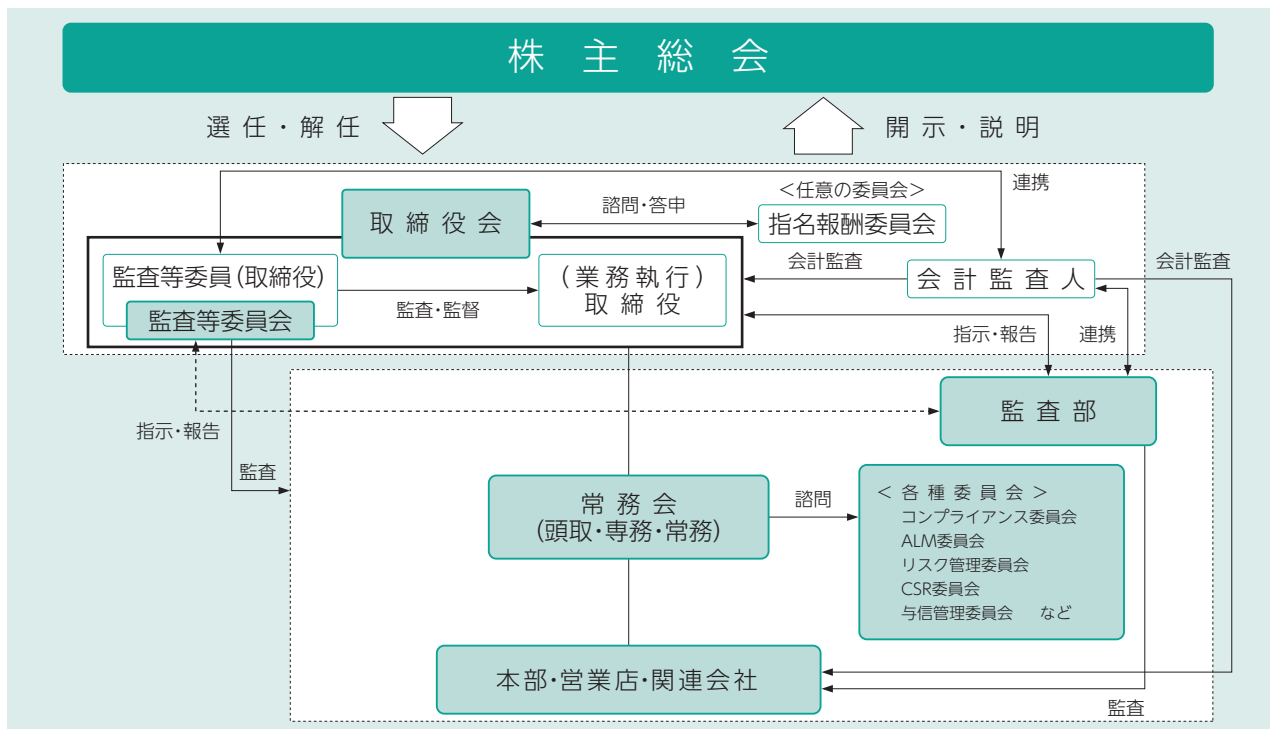 株主総会
選任・解任
開示・説明
連携
<任意の委員会>
取締役会
諮問・答申
指名報酬委員会
監査等委員(取締役)
監査等委員会
監査・監督
(業務執行)
取締役
会計監査
会計監査人
会計監査
指示・報告
連携
監査部
指示・報告
監査
常務会
(頭取・専務・常務)
諮問
<各種委員会>
コンプライアンス委員会
ALM委員会
リスク管理委員会
CSR委員会
与信管理委員会 など
本部・営業店・関連会社
監査